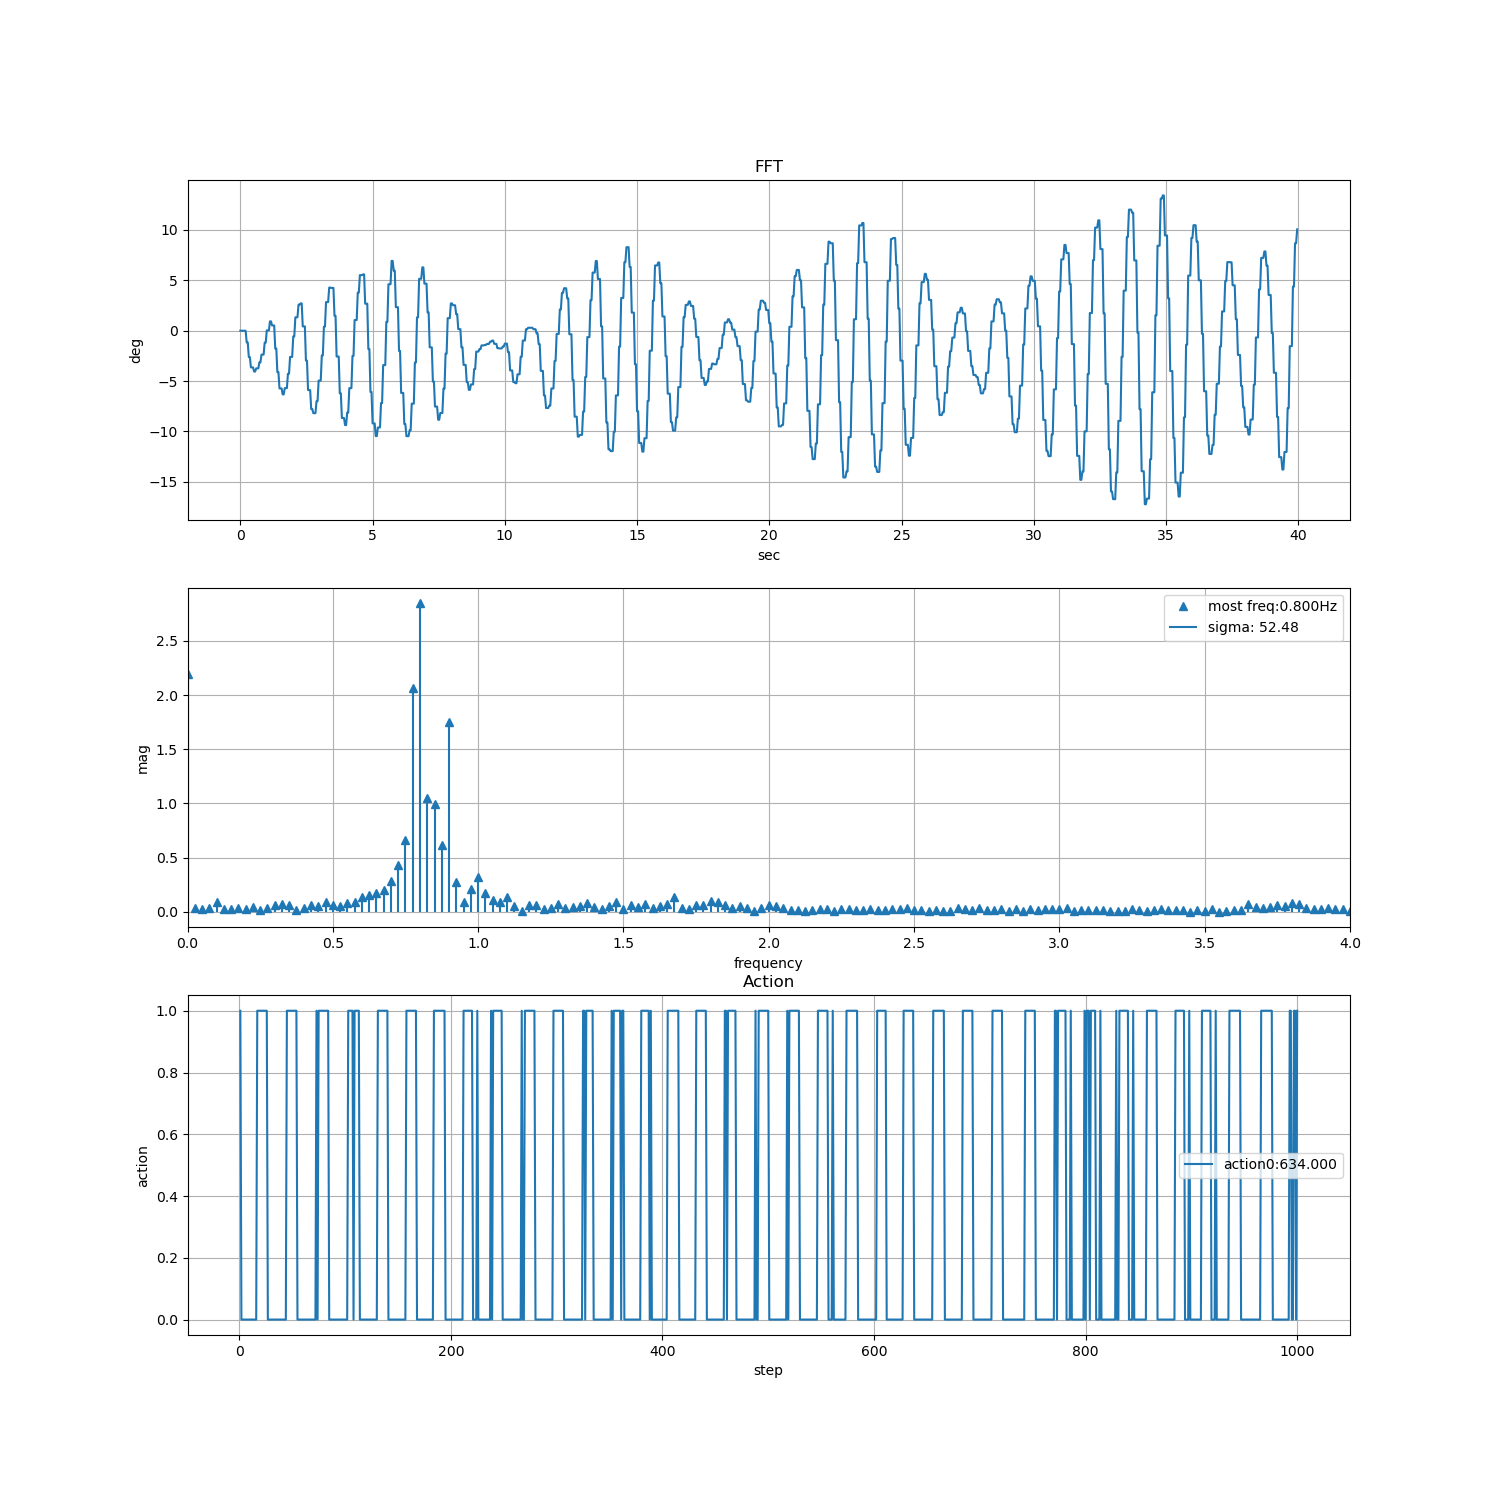 FFT
10
5
0
−5
−10
−15
deg
0 5 10 15 20 25 30 35 40
sec
most freq:0.800Hz
sigma: 52.48
2.5
2.0
1.5
1.0
0.5
0.0
mag
0.0 0.5 1.0 1.5 2.0 2.5 3.0 3.5 4.0
frequency
Action
1.0
0.8
0.6
0.4
0.2
0.0
action
action0:634.000
0 200 400 600 800 1000
step